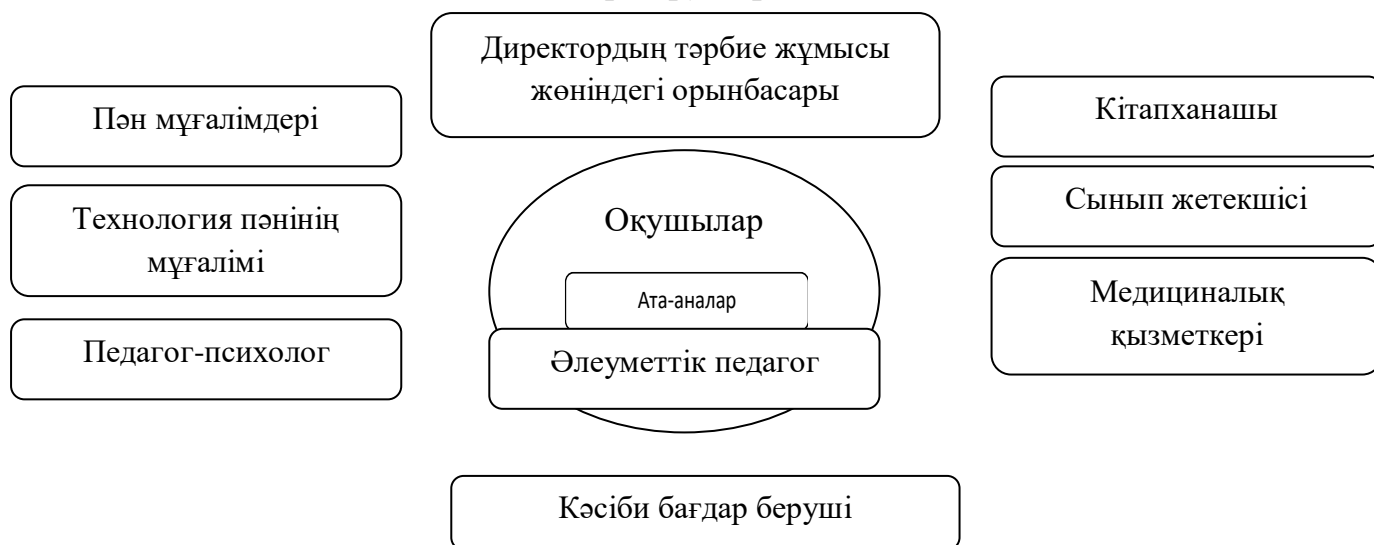 Директордың тәрбие жұмысы
жөніндегі орынбасары
Пән мұғалімдері
Технология пәнінің
мұғалімі
Педагог-психолог
Оқушылар
Ата-аналар
Әлеуметтік педагог
Кітапханашы
Сынып жетекшісі
Медициналық
қызметкері
Кәсіби бағдар беруші